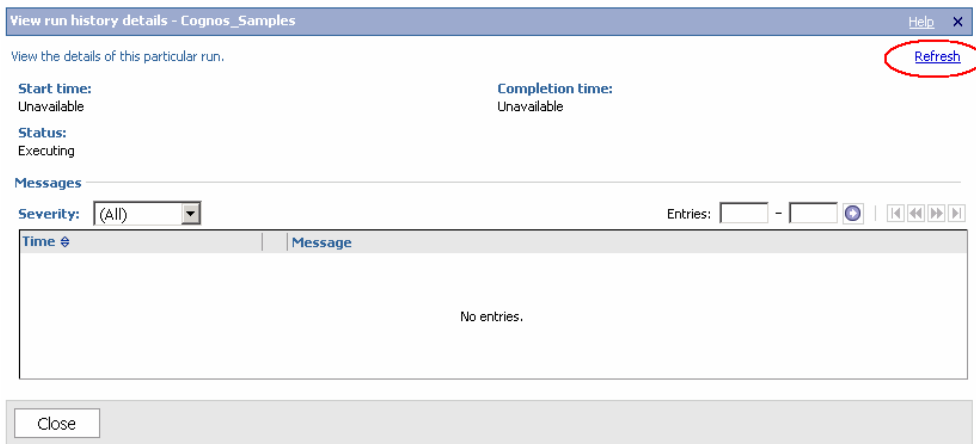 View run history details - Cognos_Samples Help X
View the details of this particular run. Refresh
Start time: Completion time:
Unavailable Unavailable
Status:
Executing
Messages
Severity: (All) Entries: -
Time Message
No entries.
Close